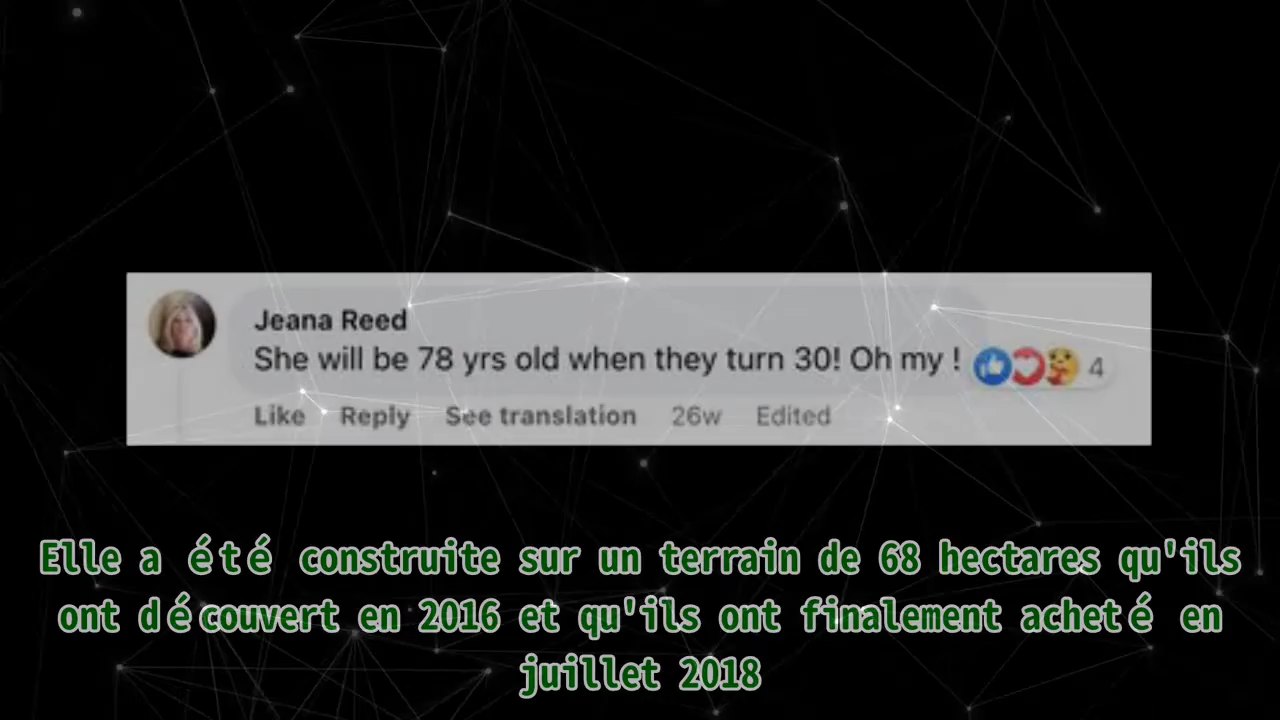 Jeana Reed
She will be 78 yrs old when they turn 30! Oh my ! 4
Like Reply See translation 26w Edited
Elle a été construite sur un terrain de 68 hectares qu'ils
ont découvert en 2016 et qu'ils ont finalement acheté en
juillet 2018